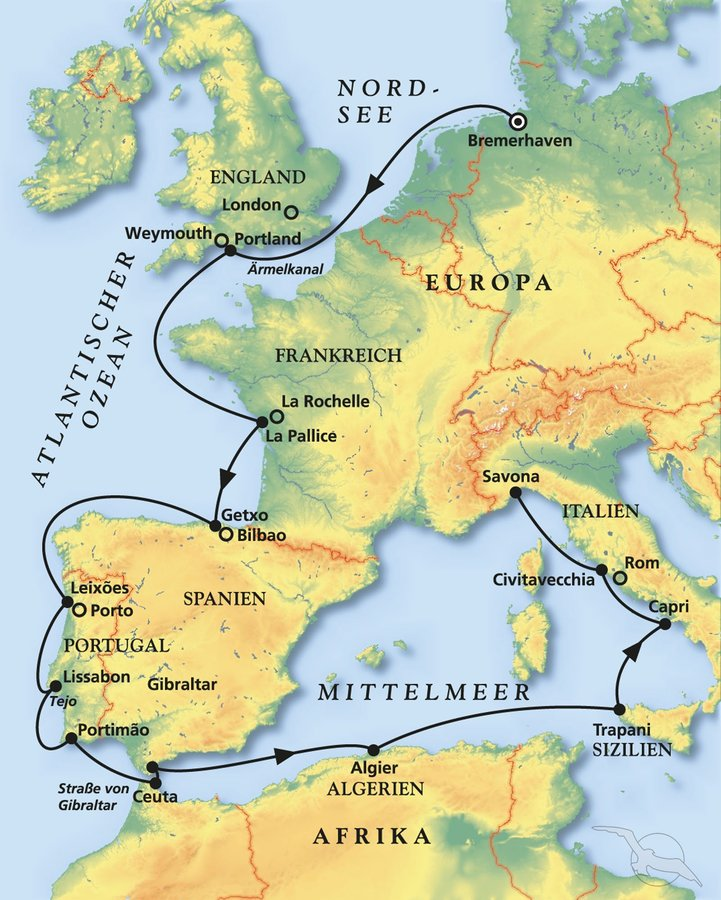 NORD-
SEE
Bremerhaven
ENGLAND
London
Weymouth
Portland
Ärmelkanal
EUROPA
ATLANTISCHER
OZEAN
FRANKREICH
La Rochelle
La Pallice
Savona
Getxo
Bilbao
ITALIEN
Rom
Civitavecchia
Leixões
Porto
SPANIEN
Capri
PORTUGAL
Lissabon
Tejo
Gibraltar
MITTELMEER
Portimão
Trapani
SIZILIEN
Straße von
Gibraltar
Ceuta
Algier
ALGERIEN
AFRIKA